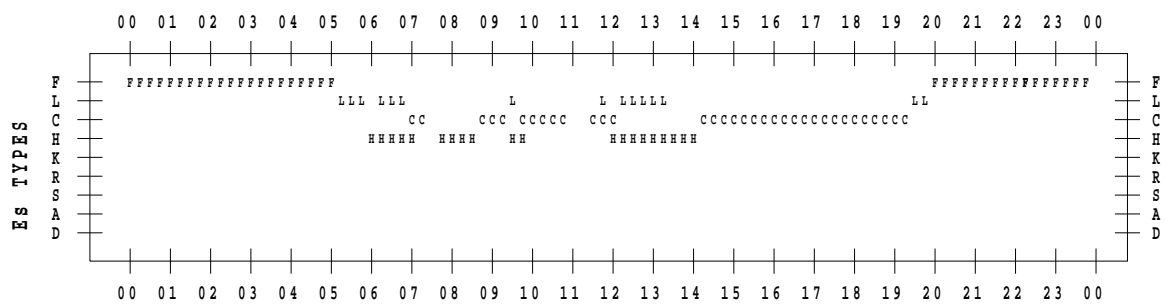 00 01 02 03 04 05 06 07 08 09 10 11 12 13 14 15 16 17 18 19 20 21 22 23 00
F FFFFFFFFFFFFFFFFFFFFF FFFFFFFFFFFFFFFF F
L LLL LLL L L LLLLL LL L
C CC CCC CCCCC CCC CCCCCCCCCCCCCCCCCCCCC C
H HHHHH HHHH HH HHHHHHHHH H
K K
R R
S S
A A
D D
Es TYPES
00 01 02 03 04 05 06 07 08 09 10 11 12 13 14 15 16 17 18 19 20 21 22 23 00